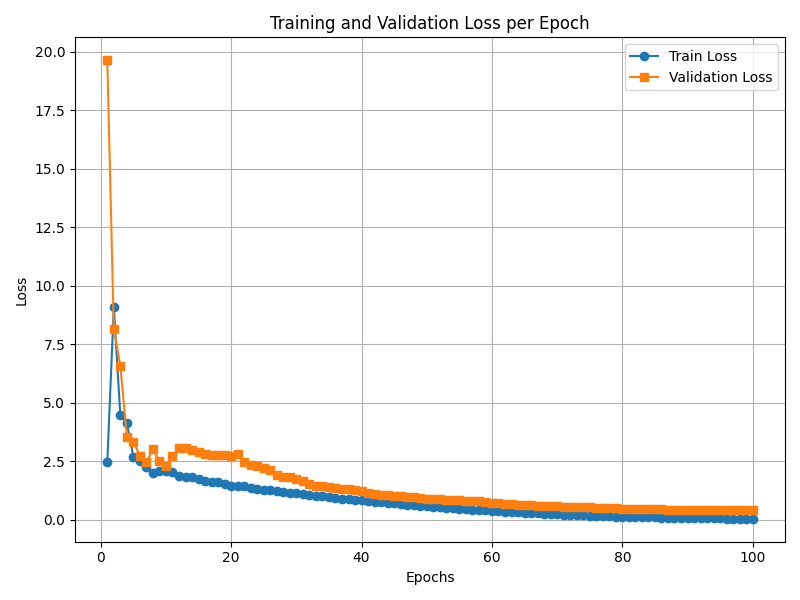 Training and Validation Loss per Epoch
Train Loss
Validation Loss
20.0
17.5
15.0
12.5
10.0
7.5
5.0
2.5
0.0
Loss
0 20 40 60 80 100
Epochs